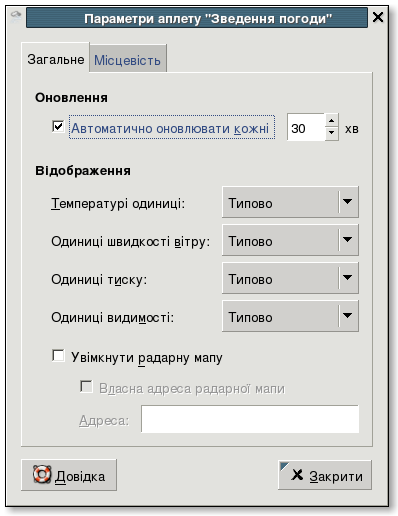 Параметри аплету "Зведення погоди"
Загальне Місцевість
Оновлення
Автоматично оновлювати кожні 30 хв
Відображення
Температурі одиниці: Типово
Одиниці швидкості вітру: Типово
Одиниці тиску: Типово
Одиниці видимості: Типово
Увімкнути радарну мапу
Власна адреса радарної мапи
Адреса:
Довідка Закрити